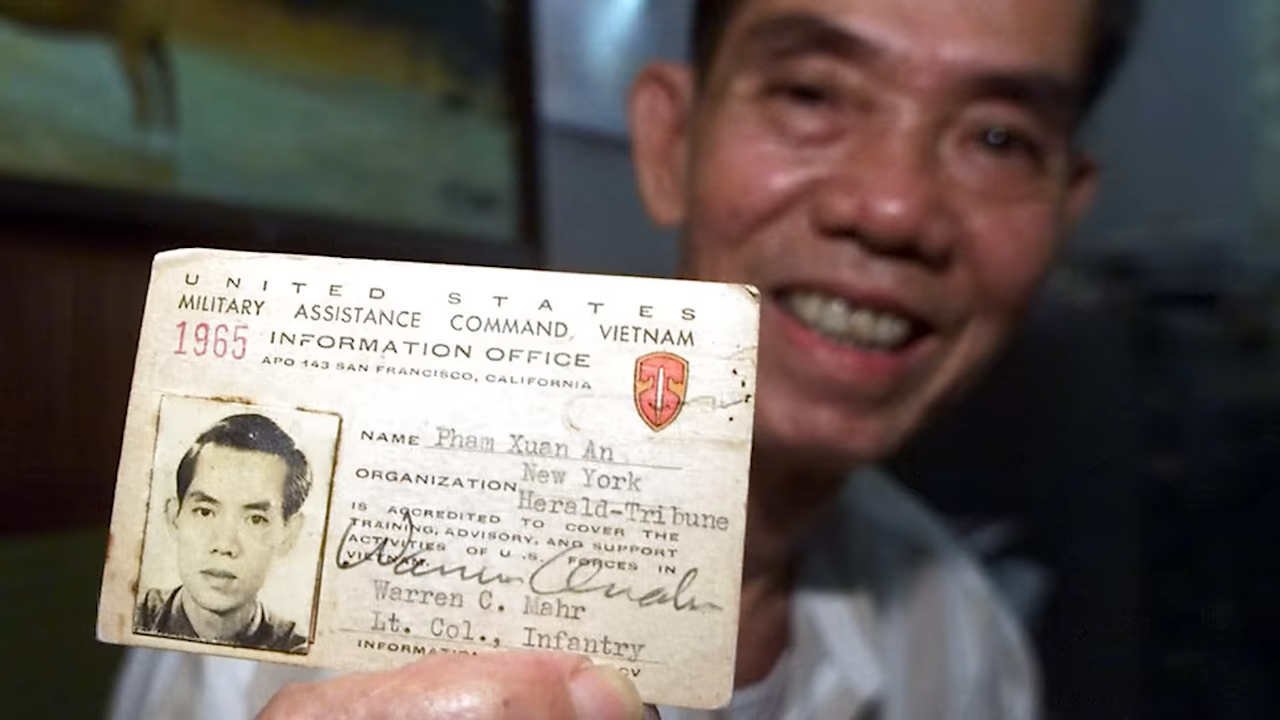 UNITED STATES
MILITARY ASSISTANCE COMMAND, VIETNAM
1965 INFORMATION OFFICE
APO 143 SAN FRANCISCO, CALIFORNIA
NAME Pham Xuan An
ORGANIZATION New York
Herald-Tribune
IS ACCREDITED TO COVER THE
TRAINING, ADVISORY, AND SUPPORT
ACTIVITIES OF U.S. FORCES IN
VIETNAM.
Warren C. Mahr
Lt. Col., Infantry